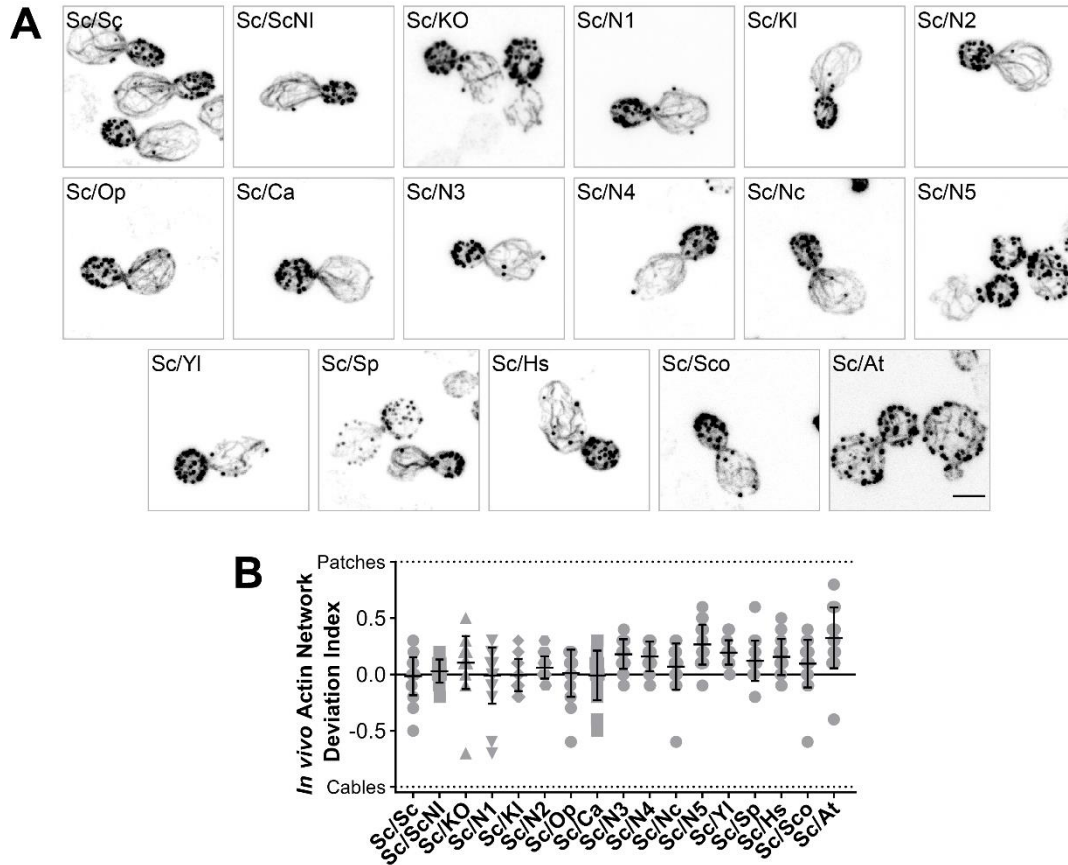 A
Sc/Sc
Sc/ScNI
Sc/KO
Sc/N1
Sc/Kl
Sc/N2
Sc/Op
Sc/Ca
Sc/N3
Sc/N4
Sc/Nc
Sc/N5
Sc/Yl
Sc/Sp
Sc/Hs
Sc/Sco
Sc/At
B
In vivo Actin Network
Deviation Index
Patches
0.5
0.0
-0.5
Cables
Sc/Sc
Sc/ScNI
Sc/KO
Sc/N1
Sc/Kl
Sc/N2
Sc/Op
Sc/Ca
Sc/N3
Sc/N4
Sc/Nc
Sc/N5
Sc/Yl
Sc/Sp
Sc/Hs
Sc/Sco
Sc/At